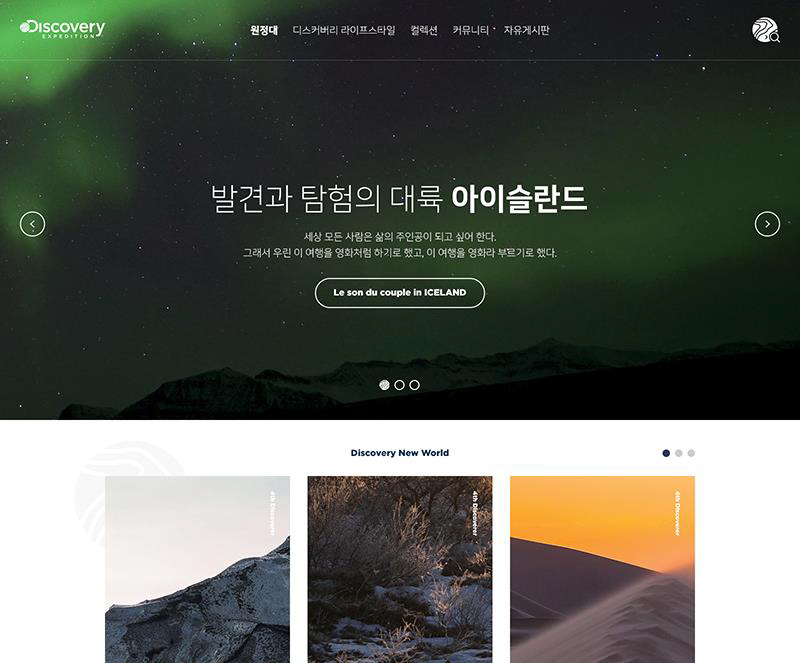 Discovery
EXPEDITION
원정대 디스커버리 라이프스타일 컬렉션 커뮤니티 자유게시판
발견과 탐험의 대륙 아이슬란드
세상 모든 사람은 삶의 주인공이 되고 싶어 한다.
그래서 우린 이 여행을 영화처럼 하기로 했고, 이 여행을 영화라 부르기로 했다.
Le son du couple in ICELAND
Discovery New World
4th Discoverer
4th Discoverer
4th Discoverer